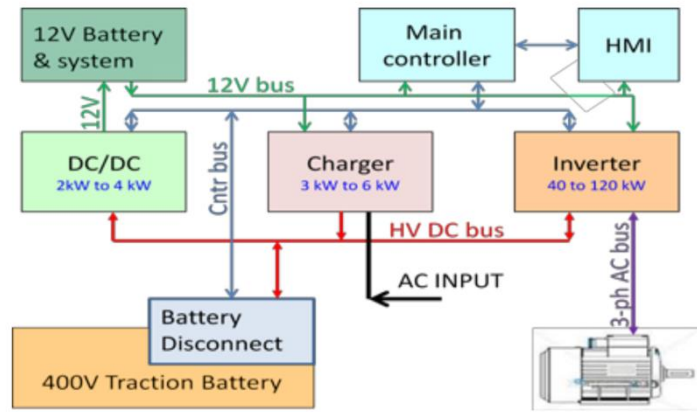 12V Battery
& system
Main
controller
HMI
12V bus
12V
DC/DC
2kW to 4 kW
Cntr bus
Charger
3 kW to 6 kW
Inverter
40 to 120 kW
HV DC bus
3-ph AC bus
AC INPUT
Battery
Disconnect
400V Traction Battery